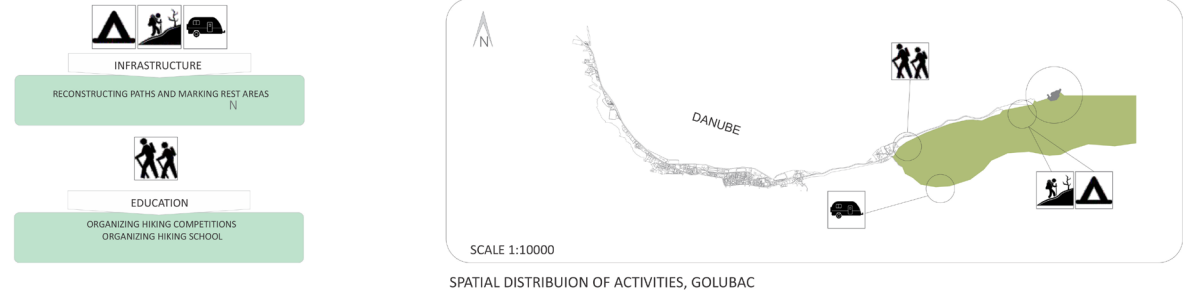 INFRASTRUCTURE
RECONSTRUCTING PATHS AND MARKING REST AREAS
N
EDUCATION
ORGANIZING HIKING COMPETITIONS
ORGANIZING HIKING SCHOOL
N
DANUBE
SCALE 1:10000
SPATIAL DISTRIBUION OF ACTIVITIES, GOLUBAC